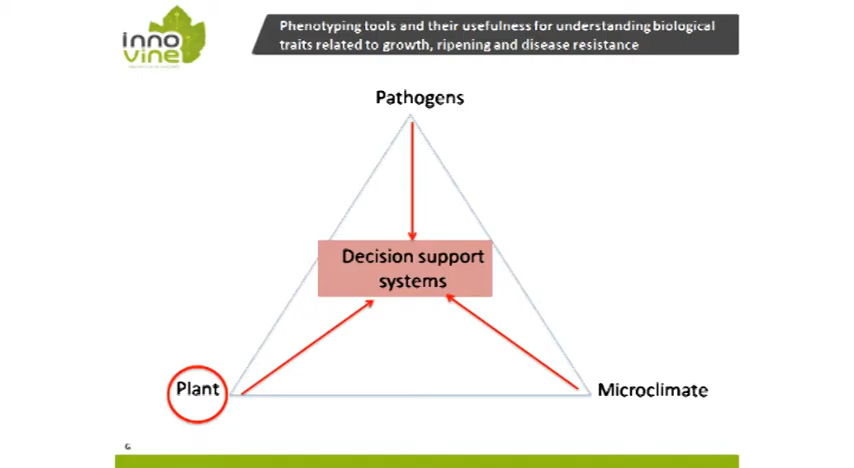 inno
vine
Phenotyping tools and their usefulness for understanding biological
traits related to growth, ripening and disease resistance
Pathogens
Decision support
systems
Plant
Microclimate